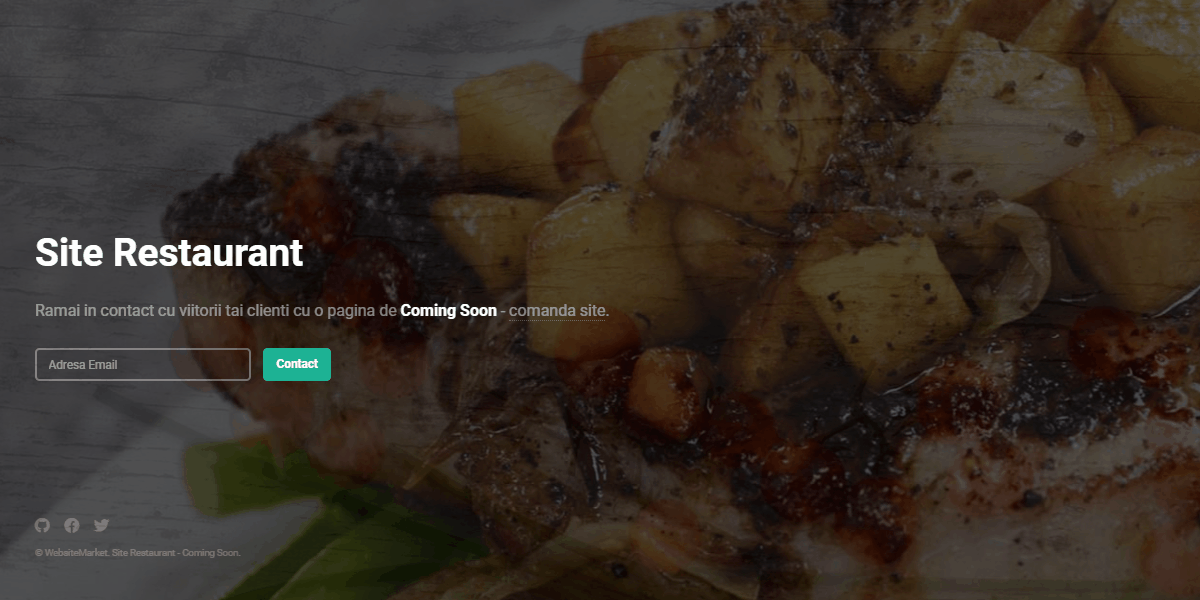 Site Restaurant
Ramai in contact cu viitorii tai clienti cu o pagina de Coming Soon - comanda site.
Adresa Email
Contact
© WebsiteMarket. Site Restaurant - Coming Soon.